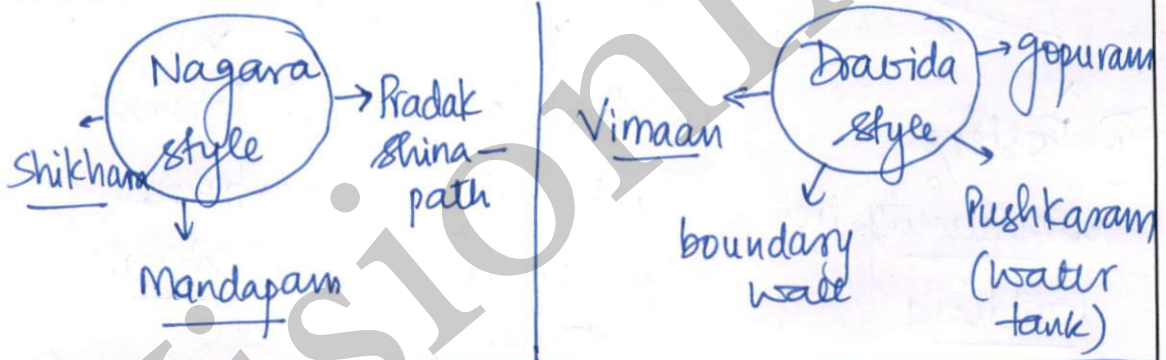 Nagara
style
Shikhara
Pradak
shina-
path
Mandapam
Dravida
style
gopuram
Vimaan
boundary
wall
Pushkaram
(water
tank)